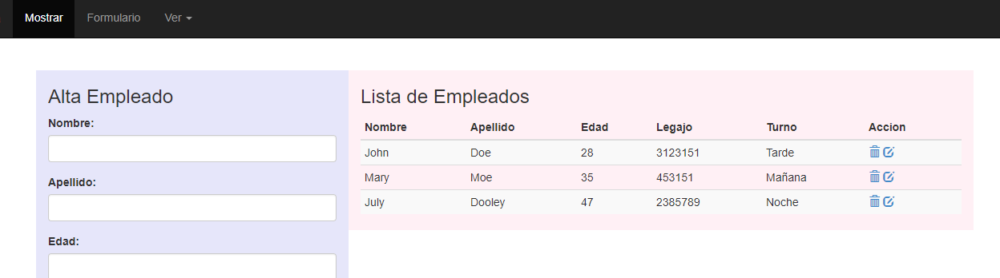 Mostrar Formulario Ver
Alta Empleado
Nombre:
Apellido:
Edad:
Lista de Empleados
Nombre Apellido Edad Legajo Turno Accion
John Doe 28 3123151 Tarde
Mary Moe 35 453151 Mañana
July Dooley 47 2385789 Noche